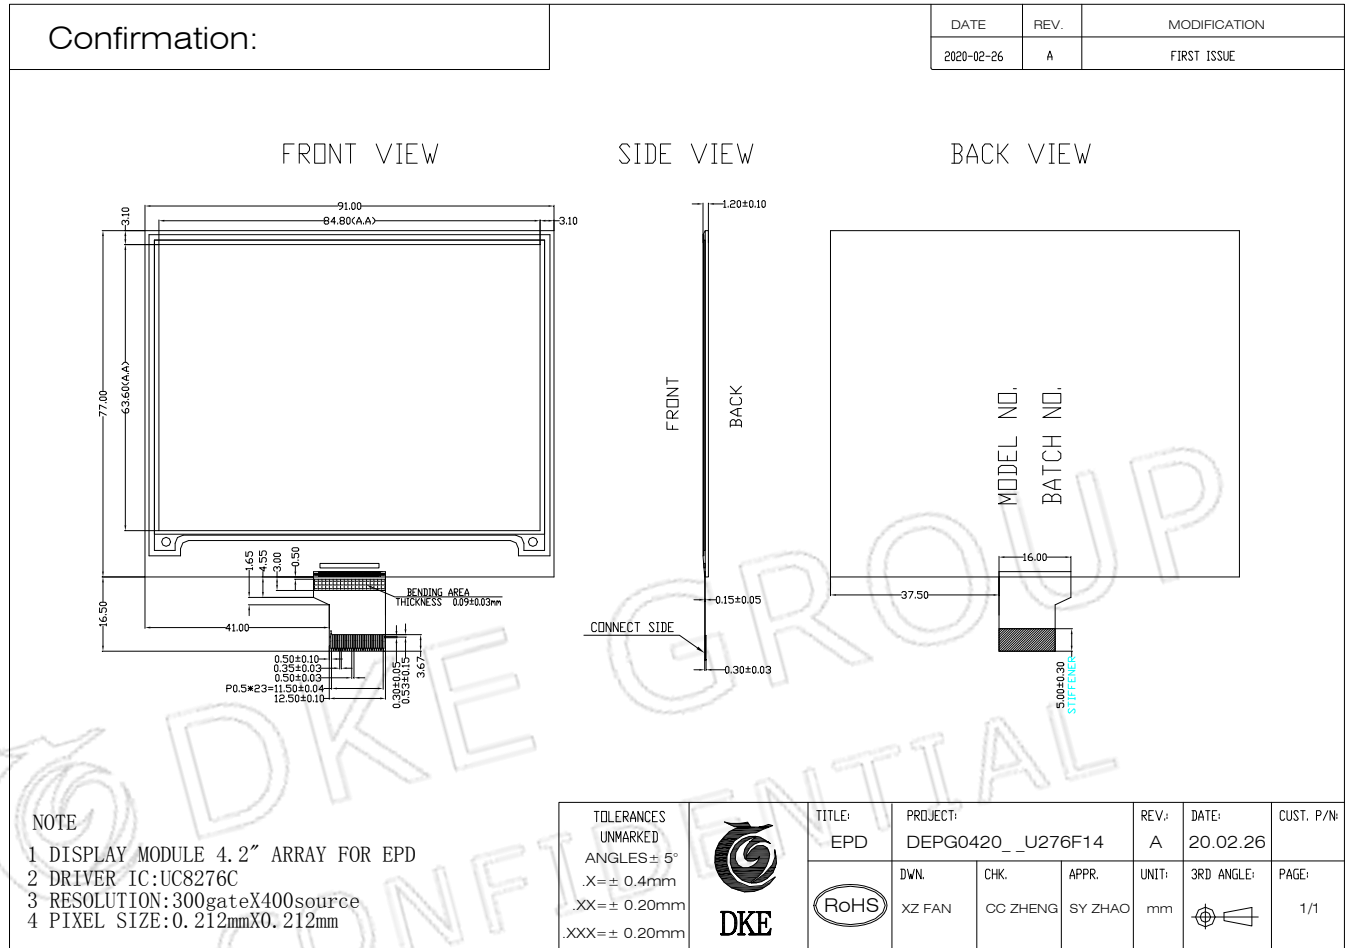 Confirmation:
DATE REV. MODIFICATION
2020-02-26 A FIRST ISSUE
FRONT VIEW
SIDE VIEW
BACK VIEW
91.00
84.80(A.A)
3.10
3.10
77.00
63.60(A.A)
1.65
4.55
3.00
0.50
BENDING AREA
THICKNESS 0.09±0.03mm
16.50
41.00
0.50±0.10
0.35±0.03
0.50±0.03
P0.5*23=11.50±0.04
12.50±0.10
0.30±0.05
0.53±0.15
3.67
1.20±0.10
FRONT
BACK
0.15±0.05
CONNECT SIDE
0.30±0.03
MODEL NO.
BATCH NO.
16.00
37.50
5.00±0.30
STIFFENER
DKE GROUP
CONFIDENTIAL
NOTE
1 DISPLAY MODULE 4.2" ARRAY FOR EPD
2 DRIVER IC:UC8276C
3 RESOLUTION:300gateX400source
4 PIXEL SIZE:0.212mmX0.212mm
TOLERANCES
UNMARKED
ANGLES± 5°
.X=± 0.4mm
.XX=± 0.20mm
.XXX=± 0.20mm
DKE
TITLE: PROJECT: REV.: DATE: CUST. P/N:
EPD DEPG0420_ _U276F14 A 20.02.26
RoHS
DWN. CHK. APPR. UNIT: 3RD ANGLE: PAGE:
XZ FAN CC ZHENG SY ZHAO mm 1/1